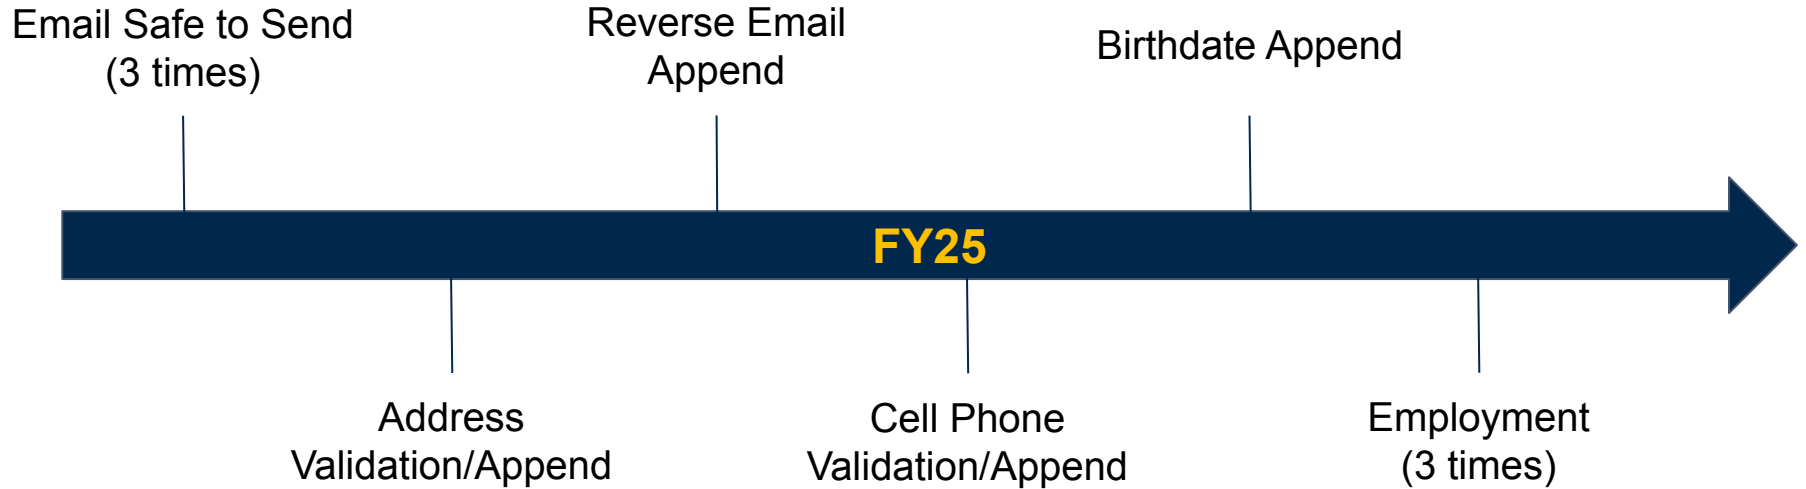 Email Safe to Send
(3 times)
Reverse Email
Append
Birthdate Append
FY25
Address
Validation/Append
Cell Phone
Validation/Append
Employment
(3 times)